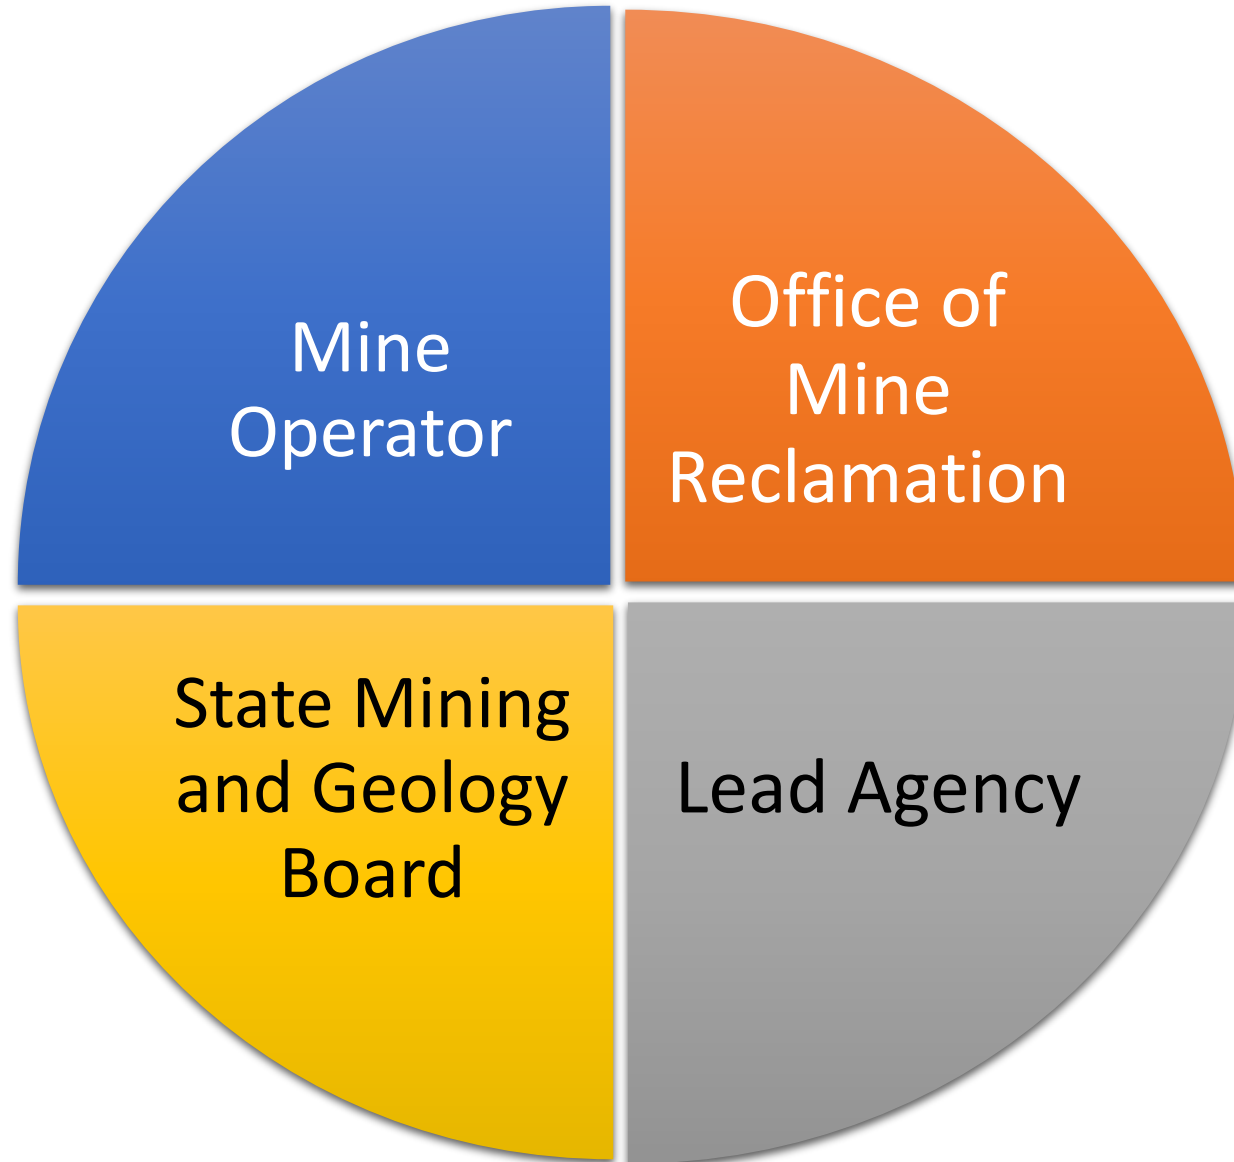 Mine
Operator
Office of
Mine
Reclamation
State Mining
and Geology
Board
Lead Agency